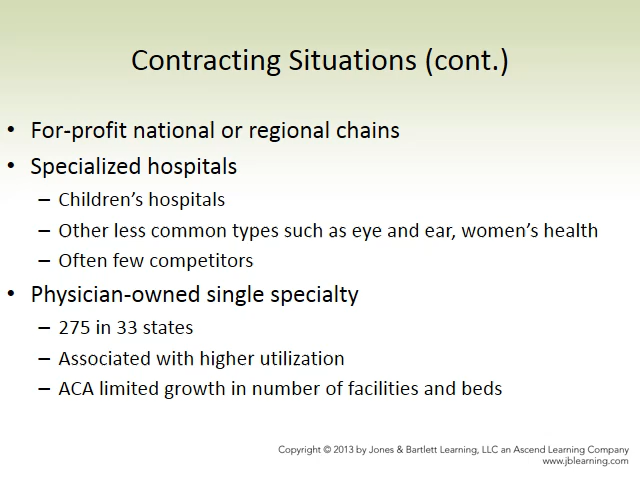 Contracting Situations (cont.)
• For-profit national or regional chains
• Specialized hospitals
– Children’s hospitals
– Other less common types such as eye and ear, women’s health
– Often few competitors
• Physician-owned single specialty
– 275 in 33 states
– Associated with higher utilization
– ACA limited growth in number of facilities and beds
Copyright © 2013 by Jones & Bartlett Learning, LLC an Ascend Learning Company
www.jblearning.com